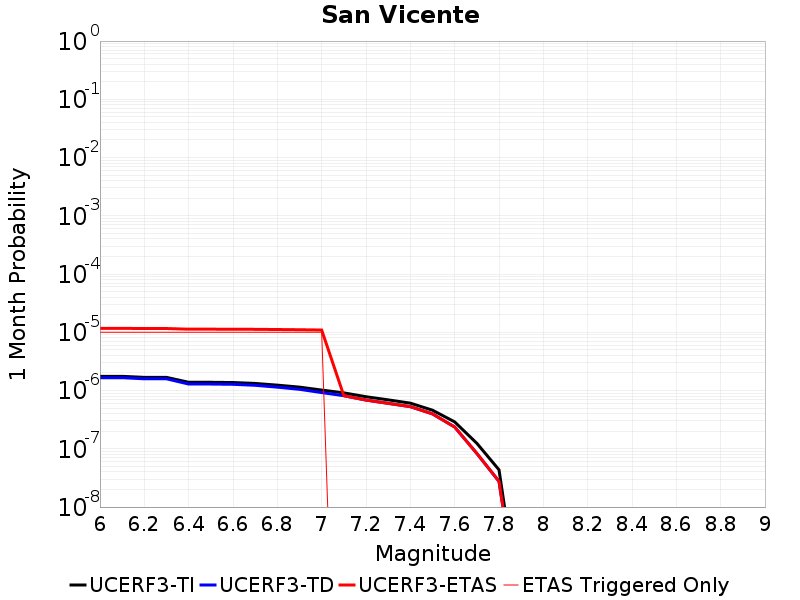 San Vicente
1 Month Probability
10^0
10^-1
10^-2
10^-3
10^-4
10^-5
10^-6
10^-7
10^-8
6 6.2 6.4 6.6 6.8 7 7.2 7.4 7.6 7.8 8 8.2 8.4 8.6 8.8 9
Magnitude
UCERF3-TI UCERF3-TD UCERF3-ETAS ETAS Triggered Only